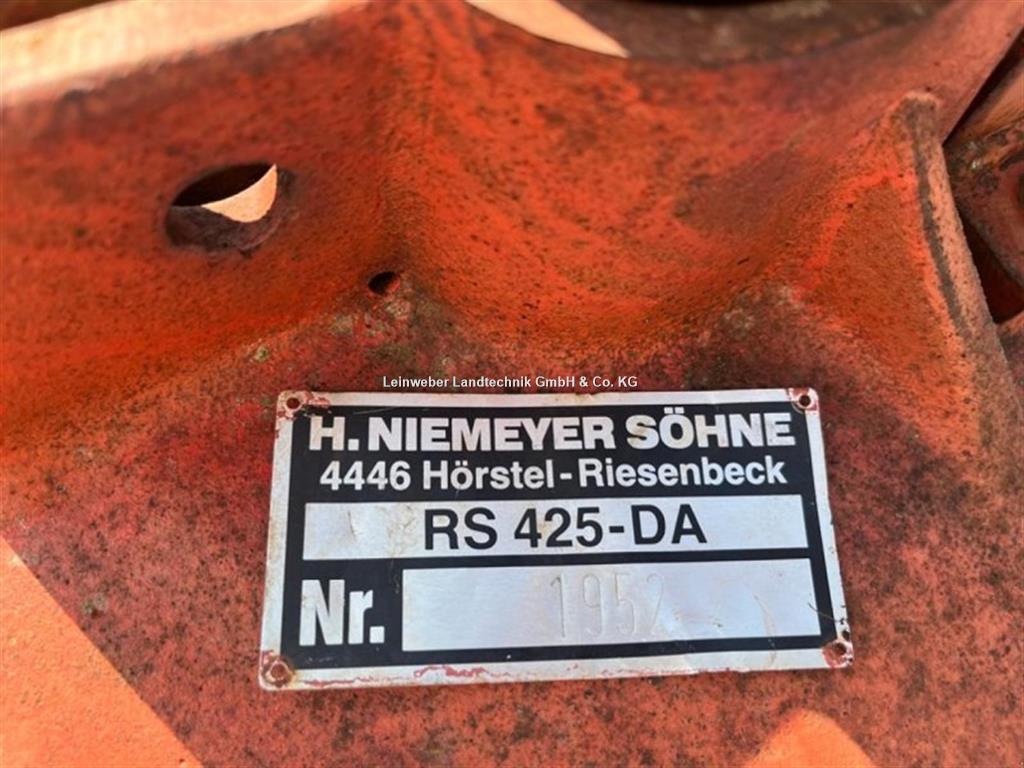 Leinweber Landtechnik GmbH & Co. KG
H. NIEMEYER SÖHNE
4446 Hörstel-Riesenbeck
RS 425-DA
Nr. 1952